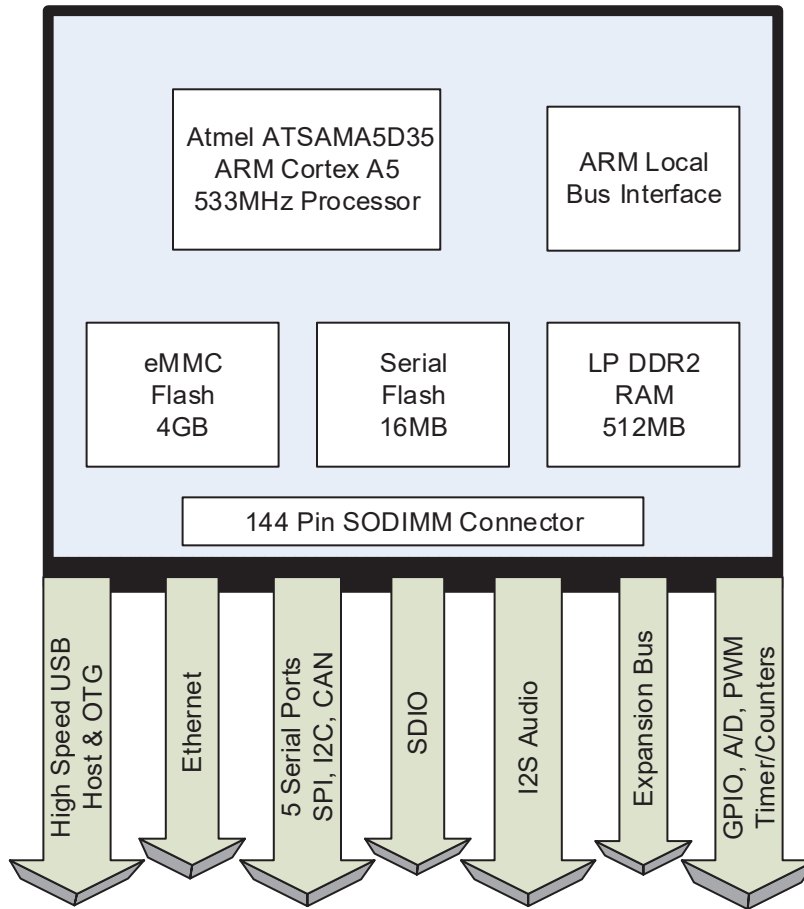 Atmel ATSAMA5D35
ARM Cortex A5
533MHz Processor
ARM Local
Bus Interface
eMMC
Flash
4GB
Serial
Flash
16MB
LP DDR2
RAM
512MB
144 Pin SODIMM Connector
High Speed USB
Host & OTG
Ethernet
5 Serial Ports
SPI, I2C, CAN
SDIO
I2S Audio
Expansion Bus
GPIO, A/D, PWM
Timer/Counters